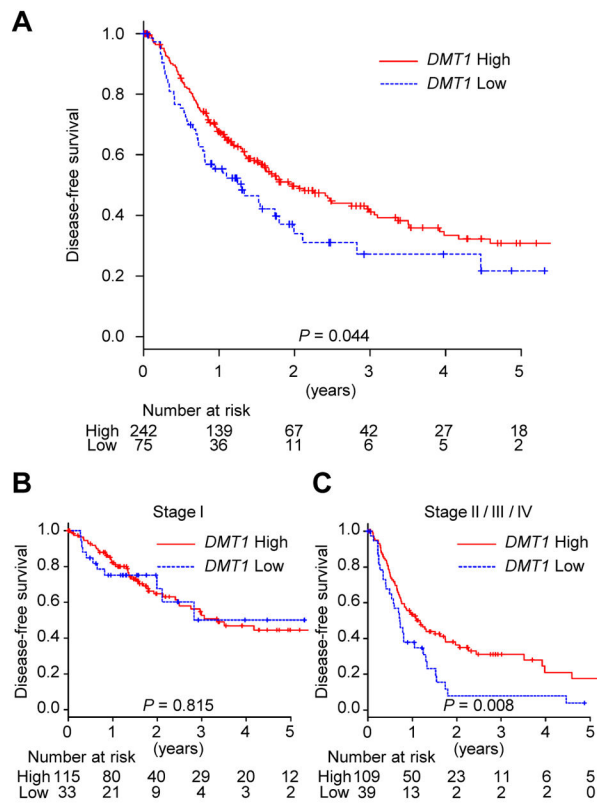 A
DMT1 High
DMT1 Low
Disease-free survival
1.0
0.8
0.6
0.4
0.2
0.0
P = 0.044
0 1 2 3 4 5
(years)
Number at risk
High 242 139 67 42 27 18
Low 75 36 11 6 5 2
B
Stage I
DMT1 High
DMT1 Low
Disease-free survival
1.0
0.8
0.6
0.4
0.2
0.0
P = 0.815
0 1 2 3 4 5
(years)
Number at risk
High 115 80 40 29 20 12
Low 33 21 9 4 3 2
C
Stage II / III / IV
DMT1 High
DMT1 Low
Disease-free survival
1.0
0.8
0.6
0.4
0.2
0.0
P = 0.008
0 1 2 3 4 5
(years)
Number at risk
High 109 50 23 11 6 5
Low 39 13 2 2 2 0